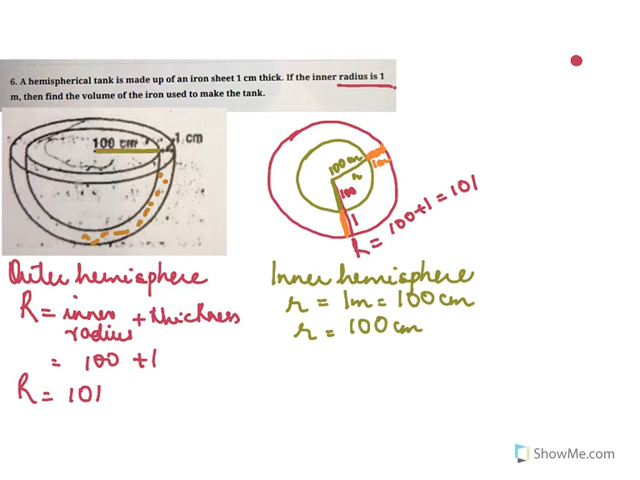 6. A hemispherical tank is made up of an iron sheet 1 cm thick. If the inner radius is 1
m, then find the volume of the iron used to make the tank.
100 cm
1 cm
100 cm
r
1cm
100
1
R = 100+1 = 101
Outer hemisphere
R = inner radius + thickness
= 100 + 1
R = 101
Inner hemisphere
r = 1m = 100 cm
r = 100 cm
ShowMe.com